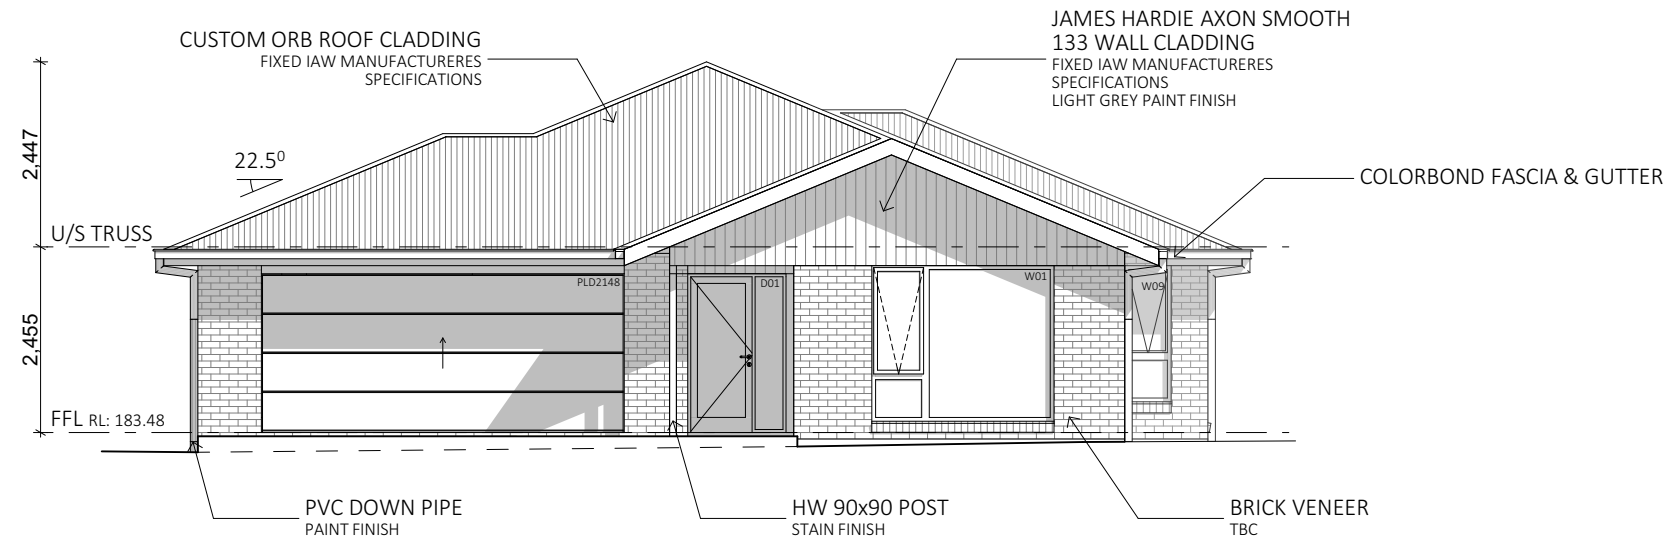 JAMES HARDIE AXON SMOOTH
133 WALL CLADDING
FIXED IAW MANUFACTURERES
SPECIFICATIONS
LIGHT GREY PAINT FINISH
CUSTOM ORB ROOF CLADDING
FIXED IAW MANUFACTURERES
SPECIFICATIONS
2,447
22.5⁰
COLORBOND FASCIA & GUTTER
U/S TRUSS
PLD2148
D01
W01
W09
2,455
FFL RL: 183.48
PVC DOWN PIPE
PAINT FINISH
HW 90x90 POST
STAIN FINISH
BRICK VENEER
TBC